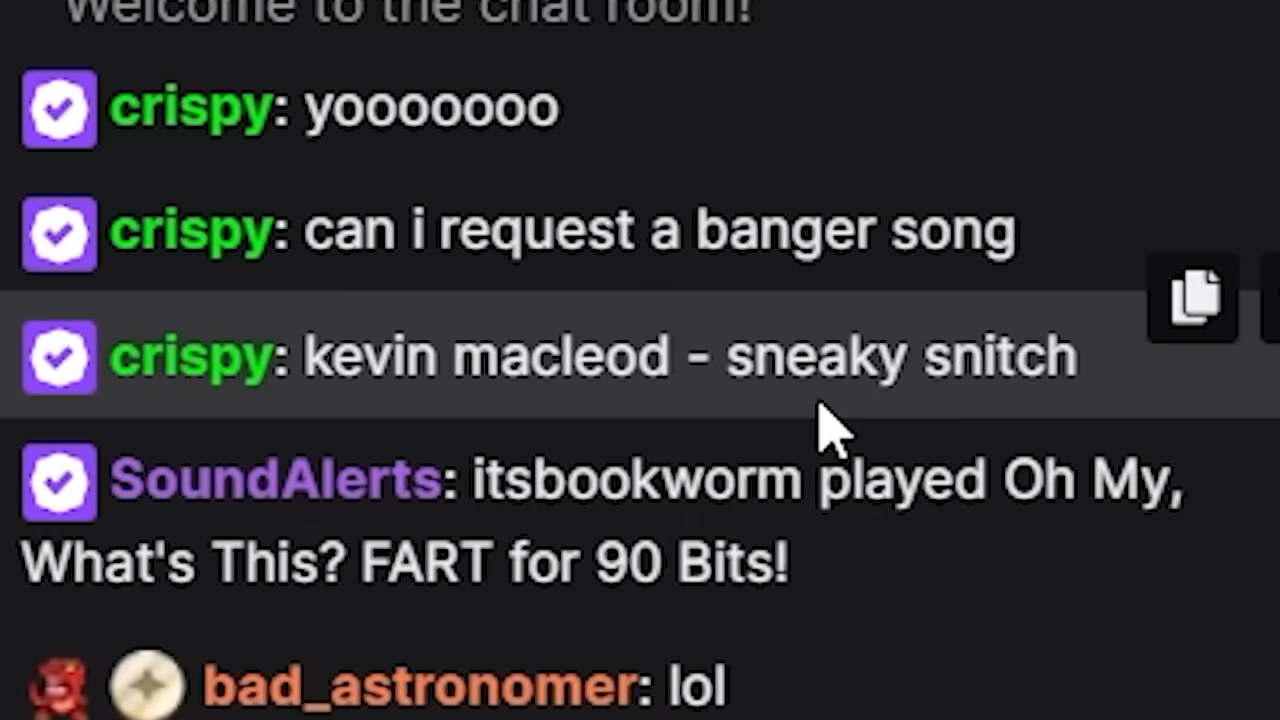 Welcome to the chat room!
crispy: yooooooo
crispy: can i request a banger song
crispy: kevin macleod - sneaky snitch
SoundAlerts: itsbookworm played Oh My,
What's This? FART for 90 Bits!
bad_astronomer: lol